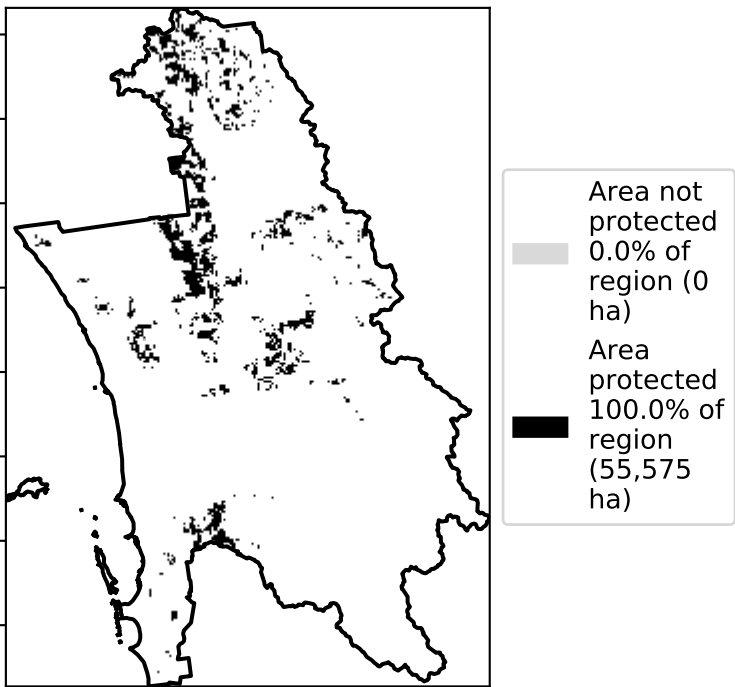 Area not
protected
0.0% of
region (0
ha)
Area
protected
100.0% of
region
(55,575
ha)